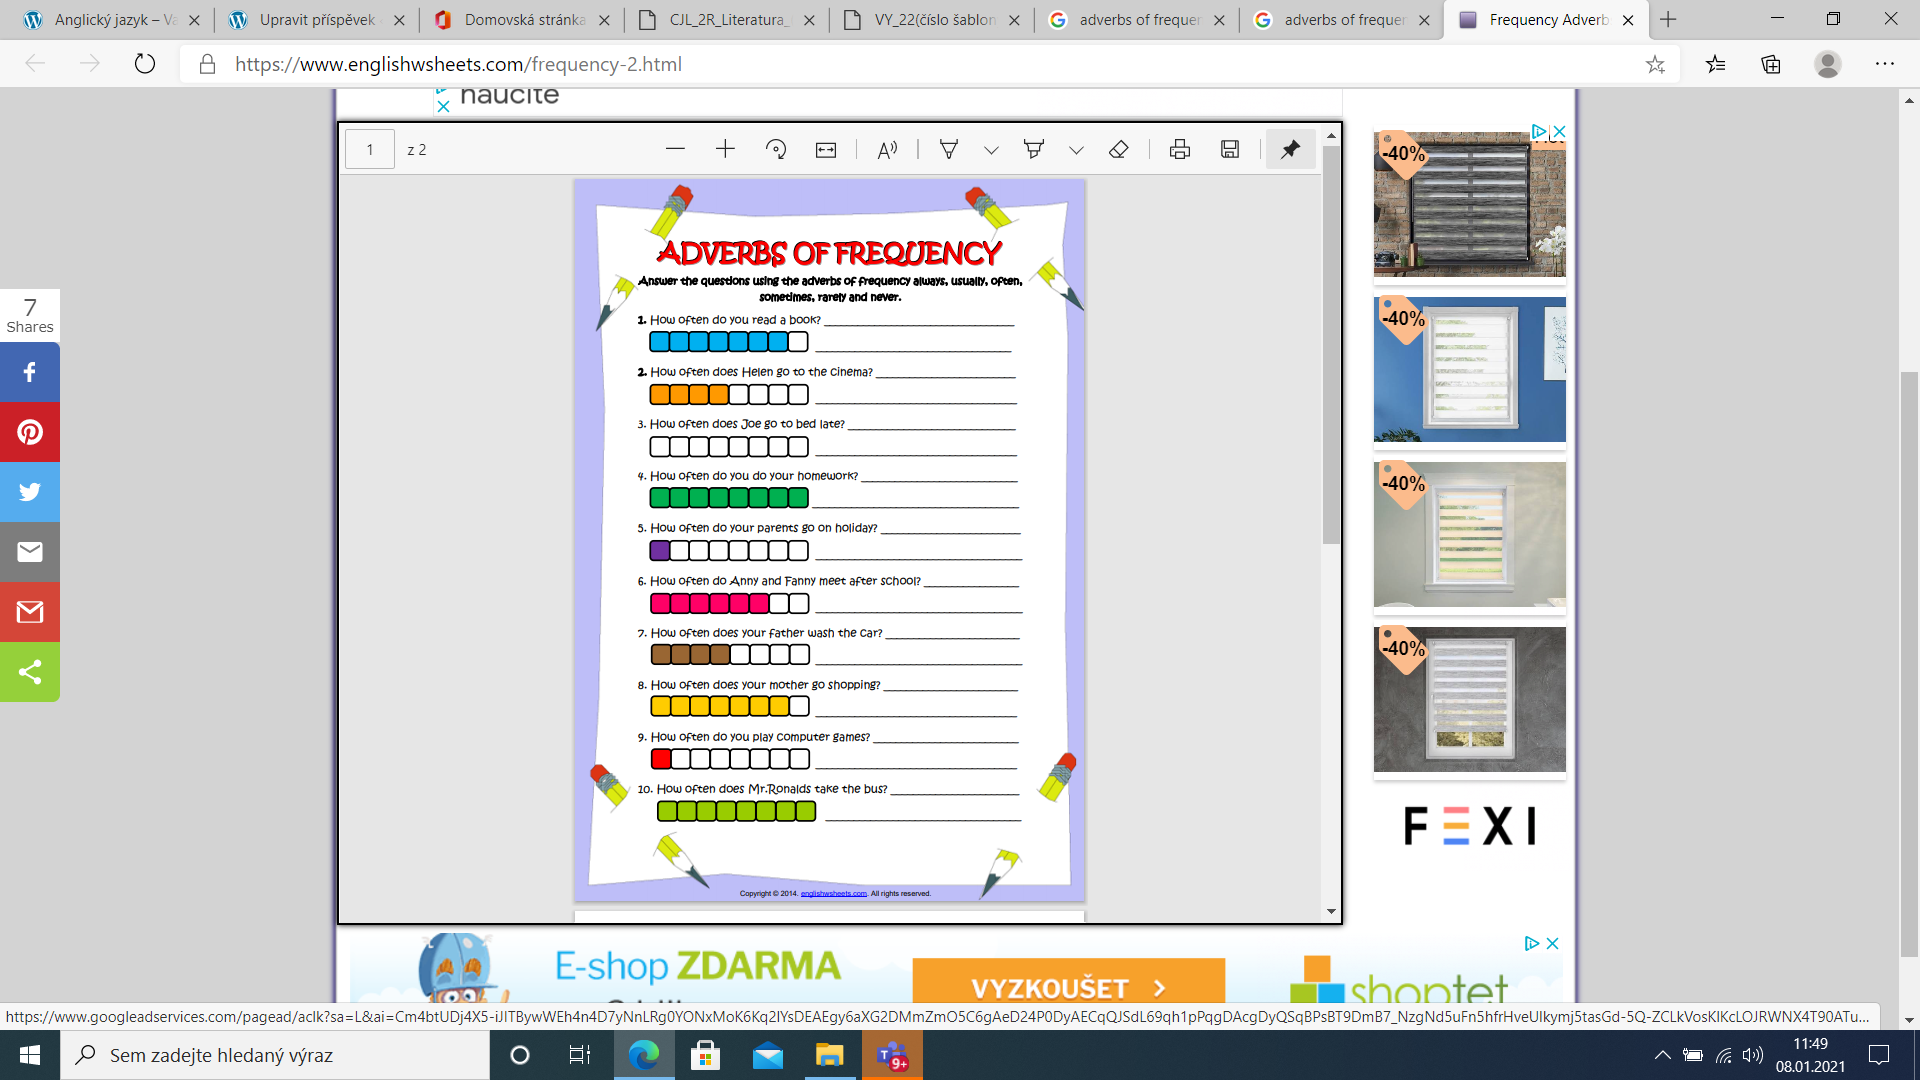 Anglický jazyk – Va
Upravit příspěvek
Domovská stránka
CJL_2R_Literatura_
VY_22(číslo šablon
adverbs of frequen
adverbs of frequen
Frequency Adverb
https://www.englishwsheets.com/frequency-2.html
naucite
1 z 2
7
Shares
ADVERBS OF FREQUENCY
Answer the questions using the adverbs of frequency always, usually, often,
sometimes, rarely and never.
1. How often do you read a book?
2. How often does Helen go to the cinema?
3. How often does Joe go to bed late?
4. How often do you do your homework?
5. How often do your parents go on holiday?
6. How often do Anny and Fanny meet after school?
7. How often does your father wash the car?
8. How often does your mother go shopping?
9. How often do you play computer games?
10. How often does Mr.Ronalds take the bus?
Copyright © 2014. englishwsheets.com. All rights reserved.
-40%
-40%
-40%
-40%
FEXI
E-shop ZDARMA
VYZKOUŠET >
shoptet
Sem zadejte hledaný výraz
9+
11:49
08.01.2021